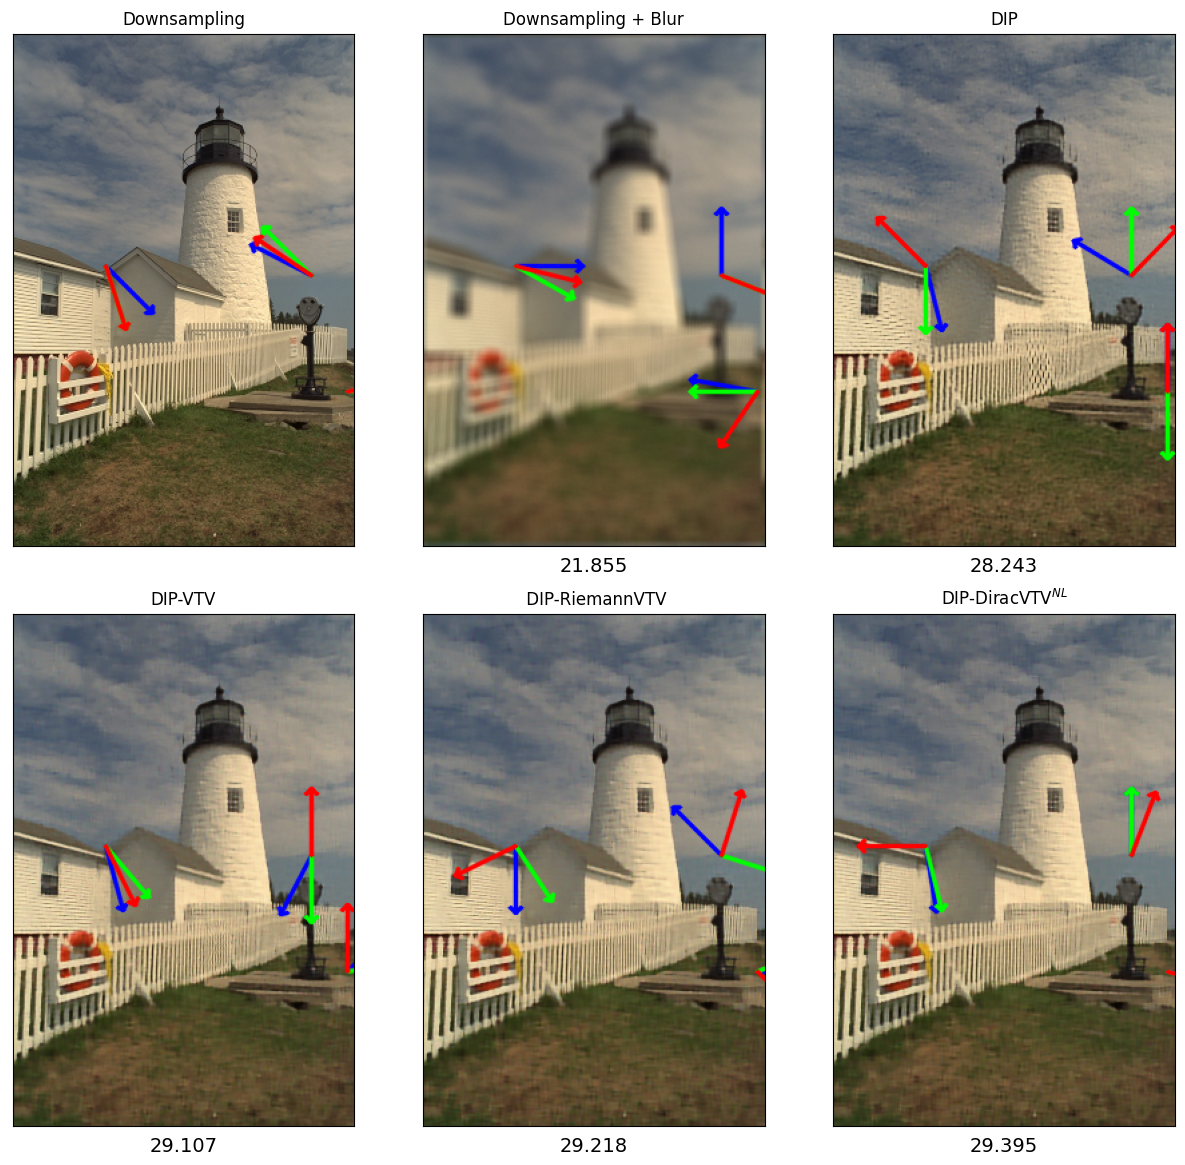 Downsampling
Downsampling + Blur
DIP
21.855
28.243
DIP-VTV
DIP-RiemannVTV
DIP-DiracVTV^NL
29.107
29.218
29.395